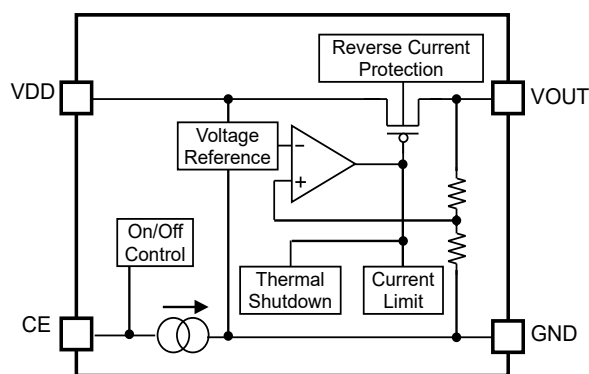 Reverse Current
Protection
VDD
VOUT
Voltage
Reference
−
+
On/Off
Control
Thermal
Shutdown
Current
Limit
CE
GND